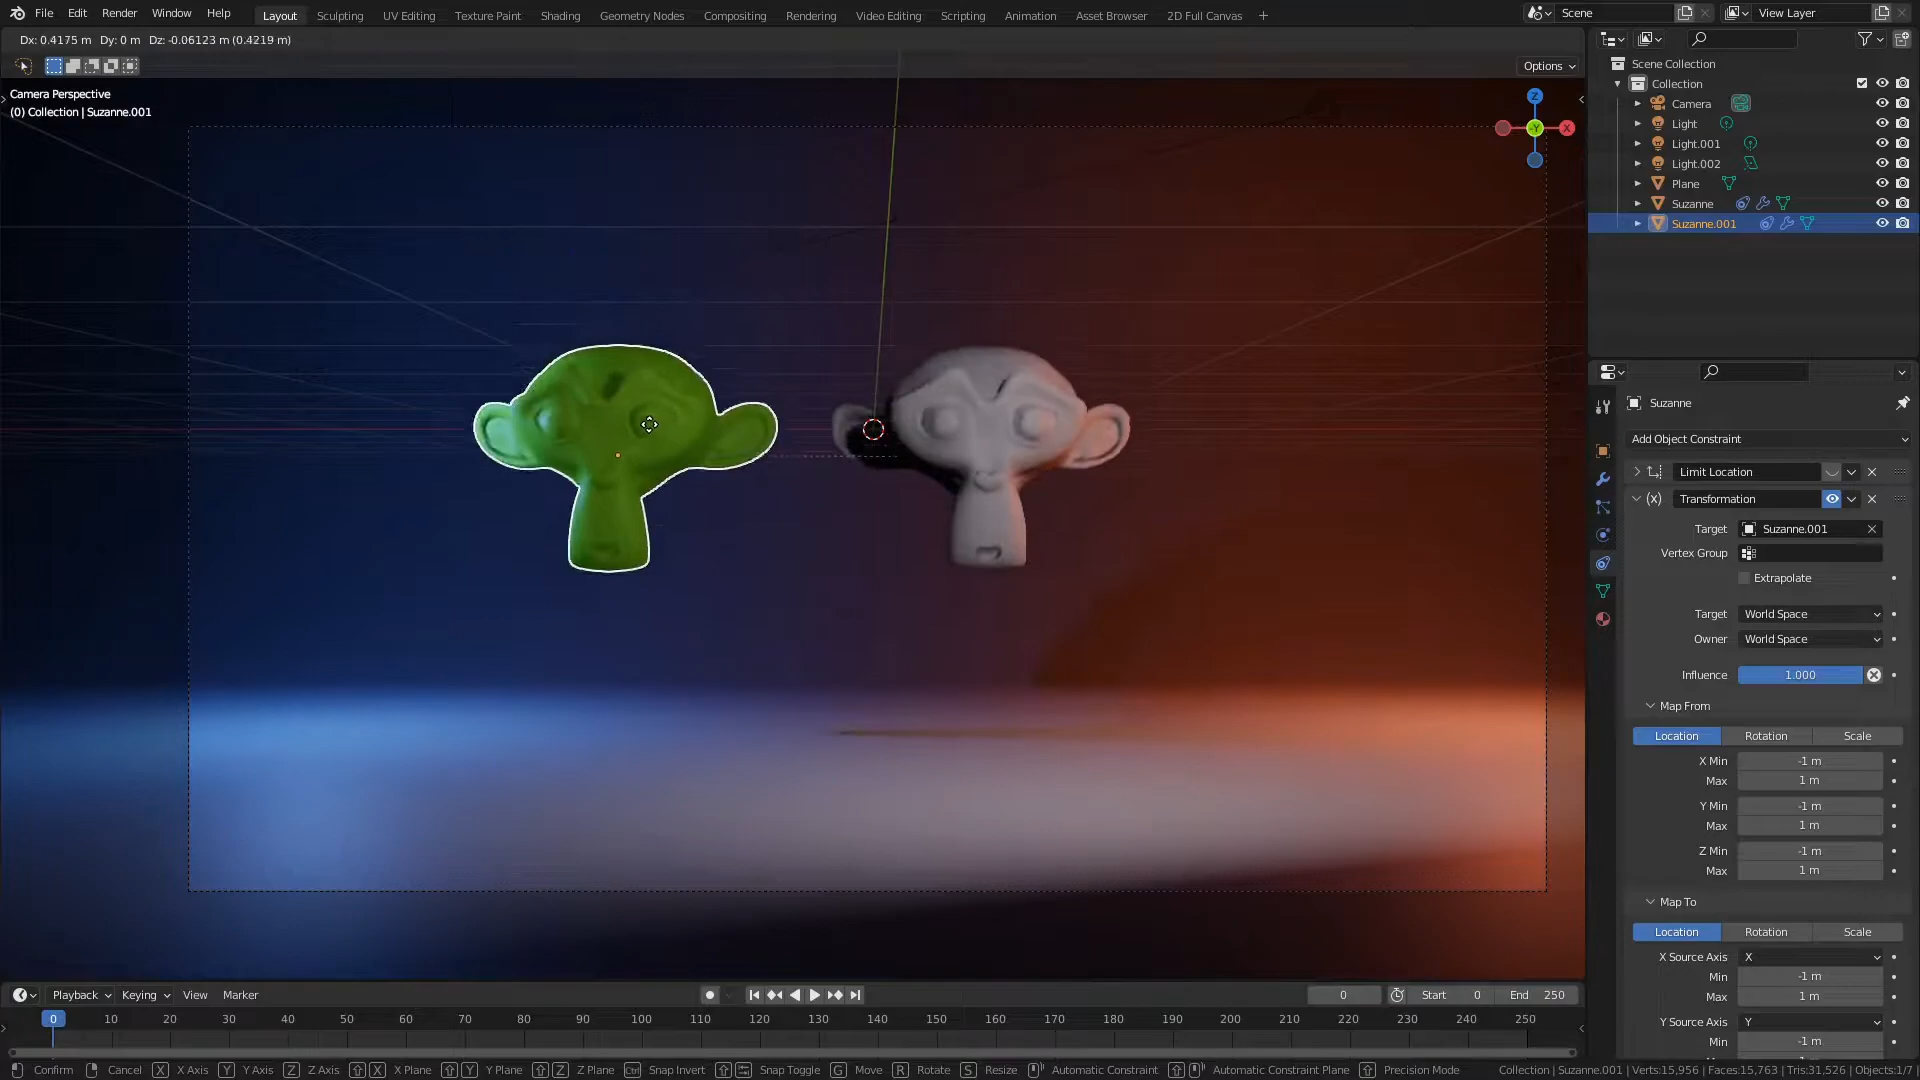 File Edit Render Window Help Layout Sculpting UV Editing Texture Paint Shading Geometry Nodes Compositing Rendering Video Editing Scripting Animation Asset Browser 2D Full Canvas + Scene View Layer
Dx: 0.4175 m Dy: 0 m Dz: -0.06123 m (0.4219 m)
Options
Camera Perspective
(0) Collection | Suzanne.001
Z
-Y
X
Scene Collection
Collection
Camera
Light
Light.001
Light.002
Plane
Suzanne
Suzanne.001
Suzanne
Add Object Constraint
Limit Location
(x) Transformation
Target Suzanne.001
Vertex Group
Extrapolate
Target World Space
Owner World Space
Influence 1.000
Map From
Location Rotation Scale
X Min -1 m
Max 1 m
Y Min -1 m
Max 1 m
Z Min -1 m
Max 1 m
Map To
Location Rotation Scale
X Source Axis X
Min -1 m
Max 1 m
Y Source Axis Y
Min -1 m
Playback Keying View Marker 0 Start 0 End 250
0 10 20 30 40 50 60 70 80 90 100 110 120 130 140 150 160 170 180 190 200 210 220 230 240 250
Confirm Cancel X X Axis Y Y Axis Z Z Axis X X Plane Y Y Plane Z Z Plane Ctrl Snap Invert Snap Toggle G Move R Rotate S Resize Automatic Constraint Automatic Constraint Plane Precision Mode Collection | Suzanne.001 | Verts:15,956 | Faces:15,763 | Tris:31,526 | Objects:1/7